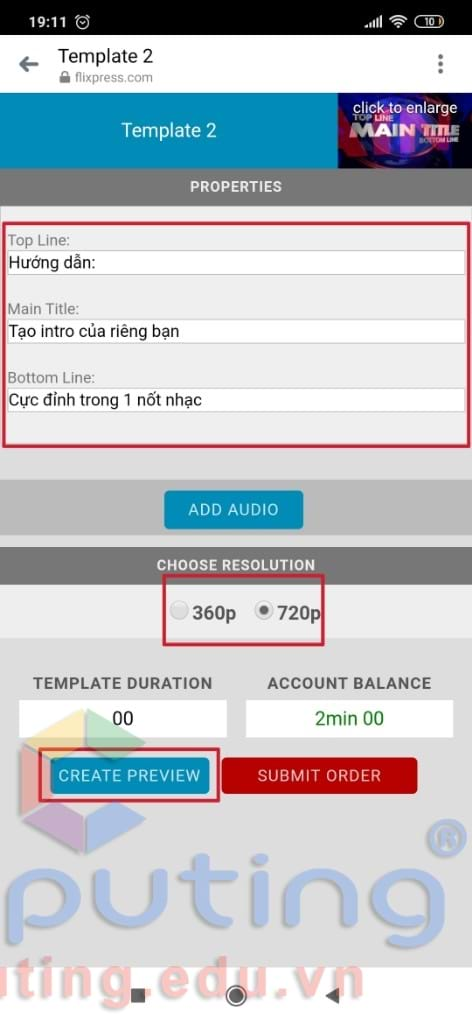 19:11
10
Template 2
flixpress.com
Template 2
click to enlarge
TOP LINE
MAIN TITLE
BOTTOM LINE
PROPERTIES
Top Line:
Hướng dẫn:
Main Title:
Tạo intro của riêng bạn
Bottom Line:
Cực đỉnh trong 1 nốt nhạc
ADD AUDIO
CHOOSE RESOLUTION
360p 720p
TEMPLATE DURATION ACCOUNT BALANCE
00 2min 00
CREATE PREVIEW SUBMIT ORDER
puting®
uting.edu.vn